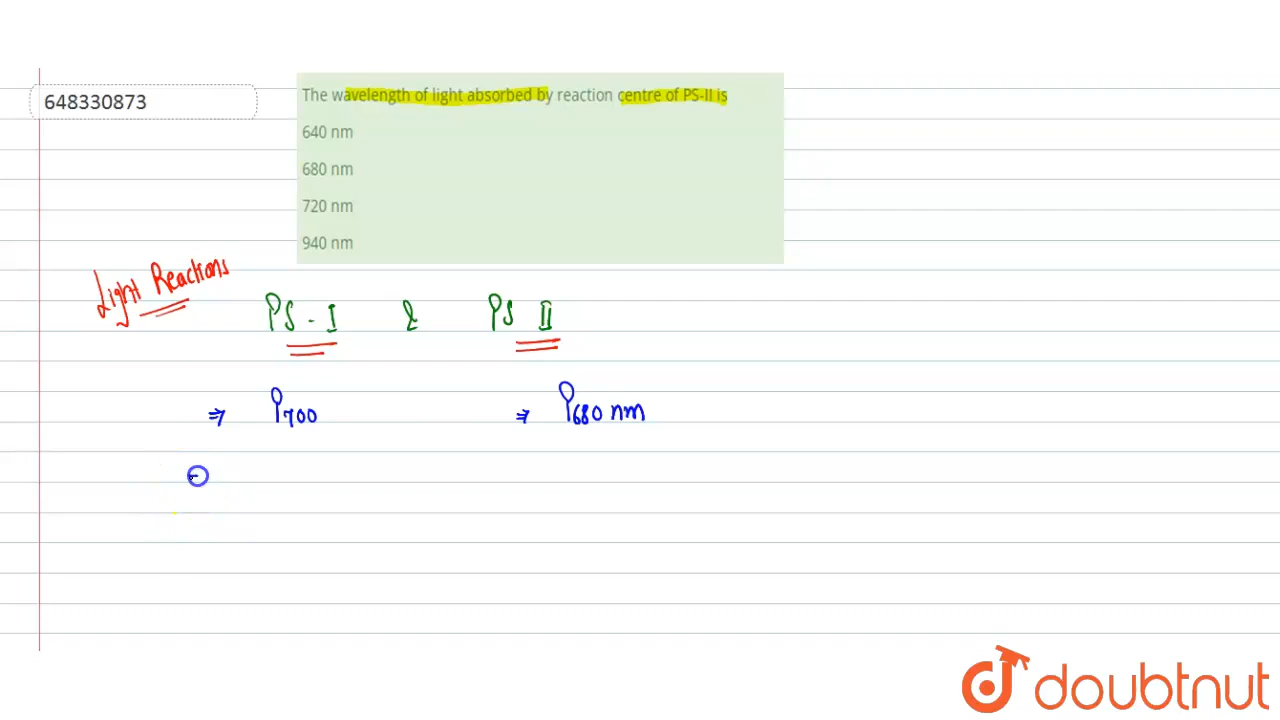 648330873
The wavelength of light absorbed by reaction centre of PS-II is
640 nm
680 nm
720 nm
940 nm
Light Reactions
PS - I & PS II
⇒ P700 ⇒ P680 nm
doubtnut